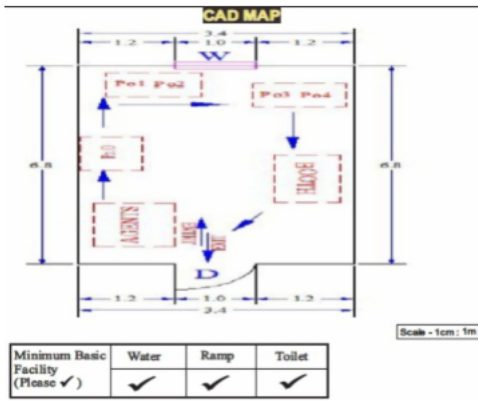 CAD MAP
3.4
1.2 1.0 1.2
W
Po1 Po2
Po3 Po4
6.8
6.8
BOOTH
AGENTS
EXIT
D
1.2 1.0 1.2
3.4
Scale - 1cm : 1m
Minimum Basic Facility (Please ✓) Water Ramp Toilet
✓ ✓ ✓